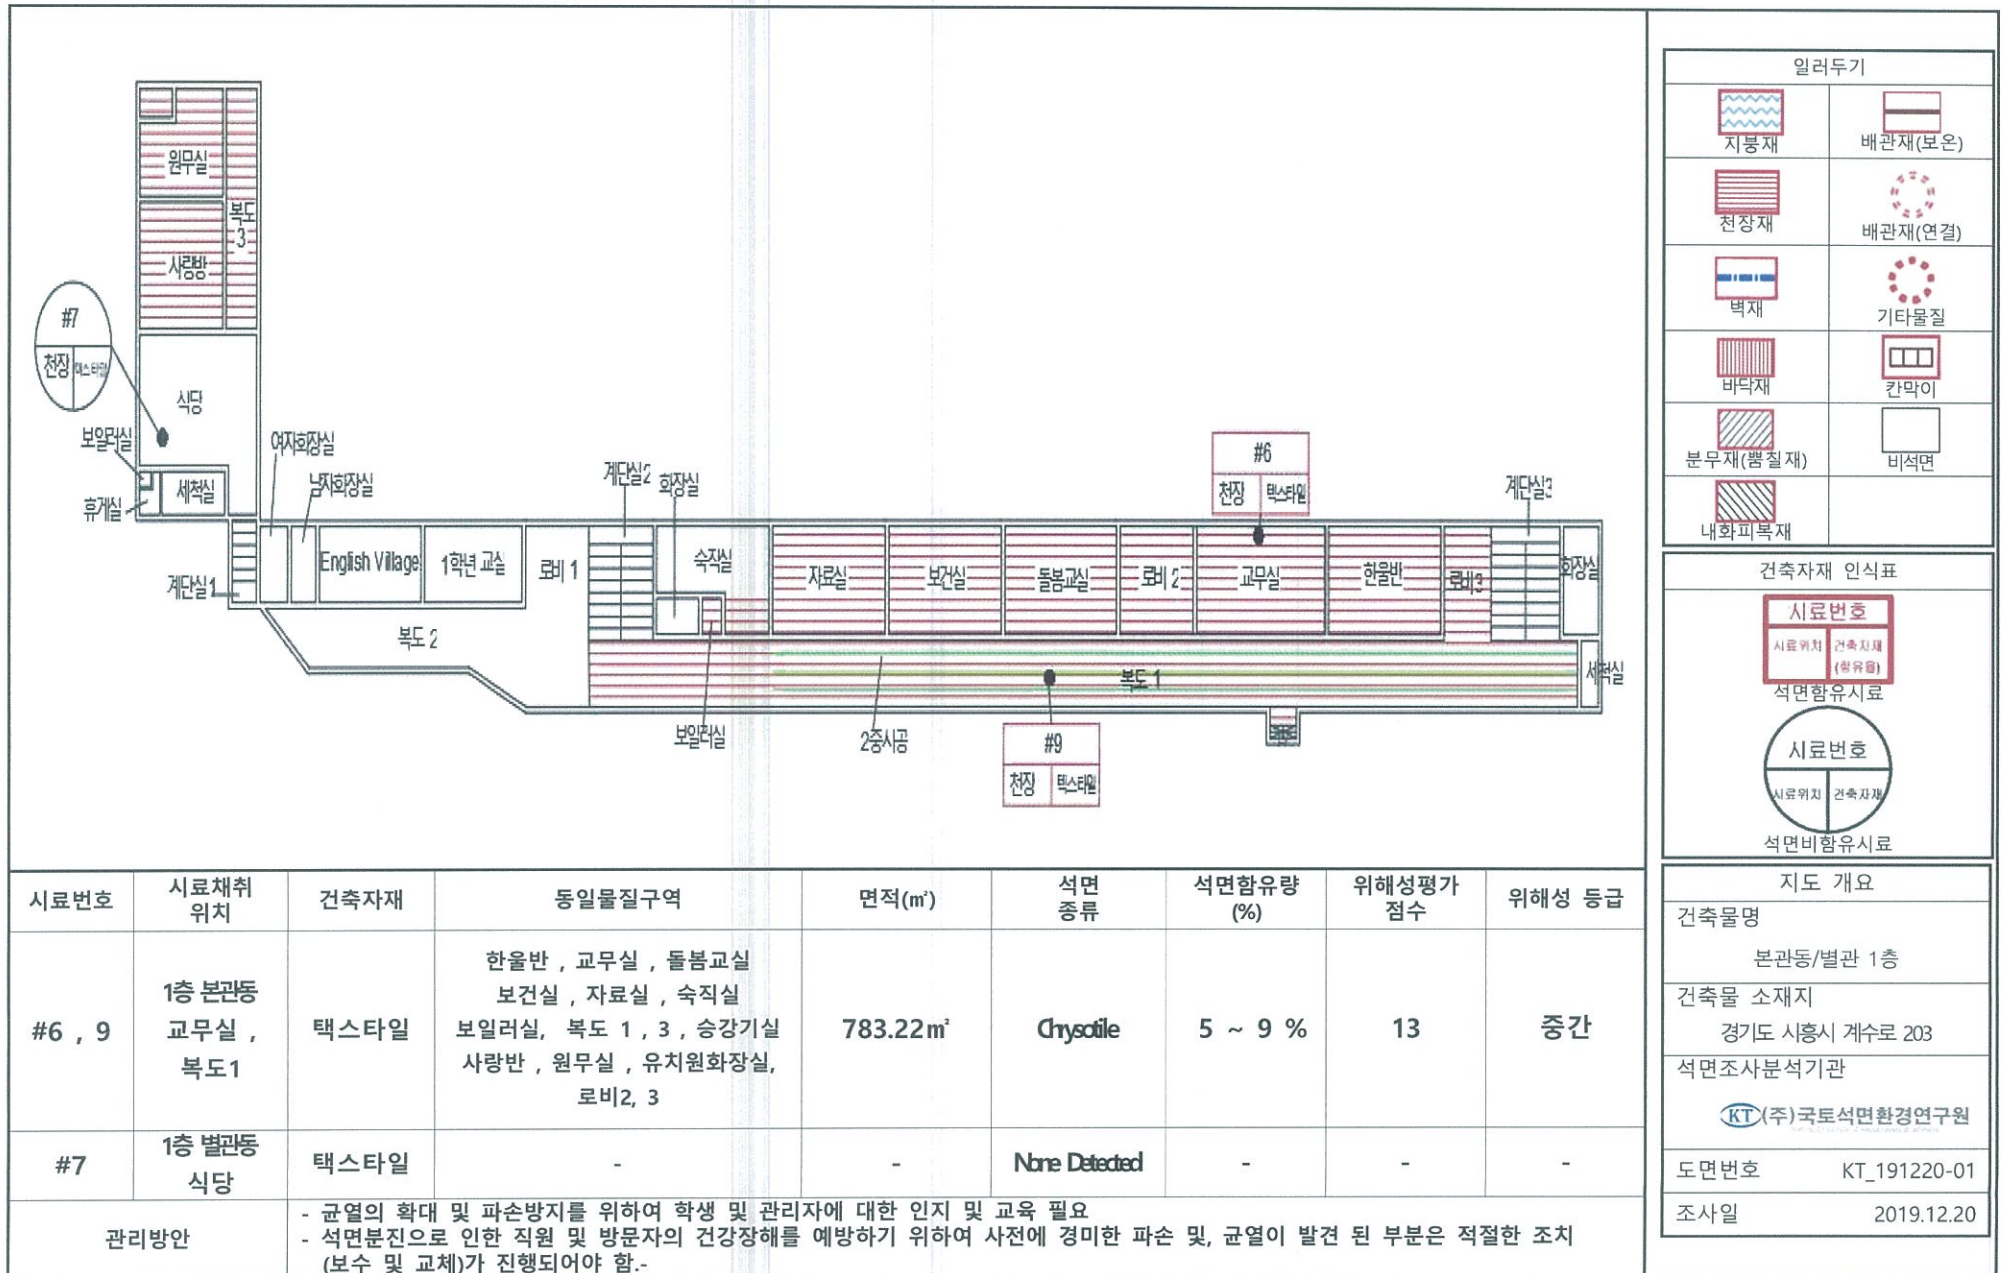 원무실
복도
3
사랑방
#7
천장
택스타일
식당
보일러실
여자화장실
휴게실
세척실
남자화장실
계단실2
화장실
#6
천장
텍스타일
계단실3
계단실1
English Village
1학년 교실
로비 1
숙직실
자료실
보건실
돌봄교실
로비 2
교무실
한울반
로비3
화장실
복도 2
복도 1
세척실
보일러실
2중시공
#9
천장
텍스타일
일러두기
지붕재
배관재(보온)
천장재
배관재(연결)
벽재
기타물질
바닥재
칸막이
분무재(뿜칠재)
비석면
내화피복재
건축자재 인식표
시료번호
시료위치
건축자재
(함유율)
석면함유시료
시료번호
시료위치
건축자재
석면비함유시료
지도 개요
건축물명
본관동/별관 1층
건축물 소재지
경기도 시흥시 계수로 203
석면조사분석기관
KT (주)국토석면환경연구원
도면번호 KT_191220-01
조사일 2019.12.20
시료번호 시료채취 위치 건축자재 동일물질구역 면적(㎡) 석면 종류 석면함유량 (%) 위해성평가 점수 위해성 등급
#6 , 9
1층 본관동
교무실 ,
복도1
택스타일
한울반 , 교무실 , 돌봄교실
보건실 , 자료실 , 숙직실
보일러실, 복도 1 , 3 , 승강기실
사랑반 , 원무실 , 유치원화장실,
로비2, 3
783.22㎡
Chrysotile
5 ~ 9 %
13
중간
#7
1층 별관동
식당
택스타일
-
-
None Detected
-
-
-
관리방안
- 균열의 확대 및 파손방지를 위하여 학생 및 관리자에 대한 인지 및 교육 필요
- 석면분진으로 인한 직원 및 방문자의 건강장해를 예방하기 위하여 사전에 경미한 파손 및, 균열이 발견 된 부분은 적절한 조치
(보수 및 교체)가 진행되어야 함.-